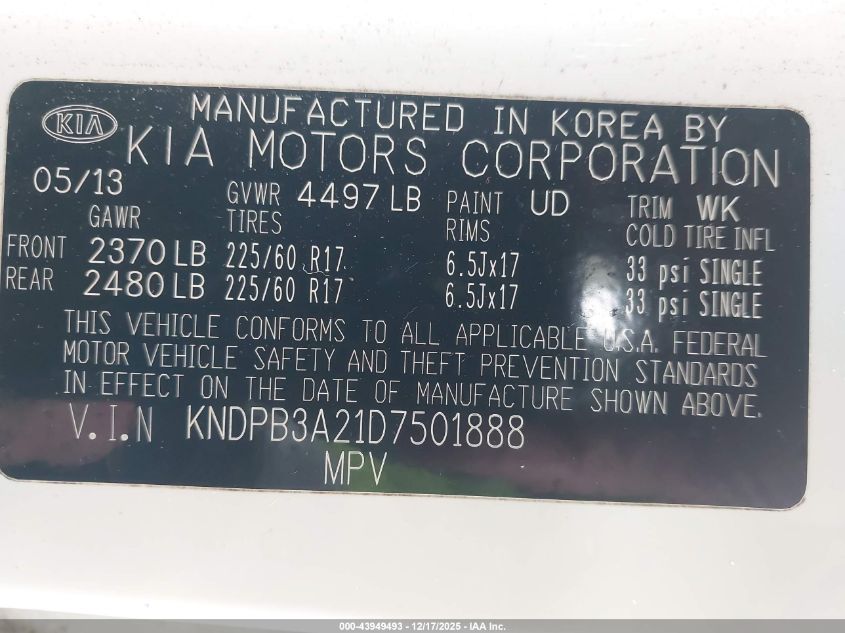 KIA
MANUFACTURED IN KOREA BY
KIA MOTORS CORPORATION
05/13 GVWR 4497 LB PAINT UD TRIM WK
GAWR TIRES RIMS COLD TIRE INFL
FRONT 2370 LB 225/60 R17 6.5Jx17 33 psi SINGLE
REAR 2480 LB 225/60 R17 6.5Jx17 33 psi SINGLE
THIS VEHICLE CONFORMS TO ALL APPLICABLE U.S.A. FEDERAL
MOTOR VEHICLE SAFETY AND THEFT PREVENTION STANDARDS
IN EFFECT ON THE DATE OF MANUFACTURE SHOWN ABOVE.
V.I.N KNDPB3A21D7501888
MPV
000-43949493 - 12/17/2025 - IAA Inc.